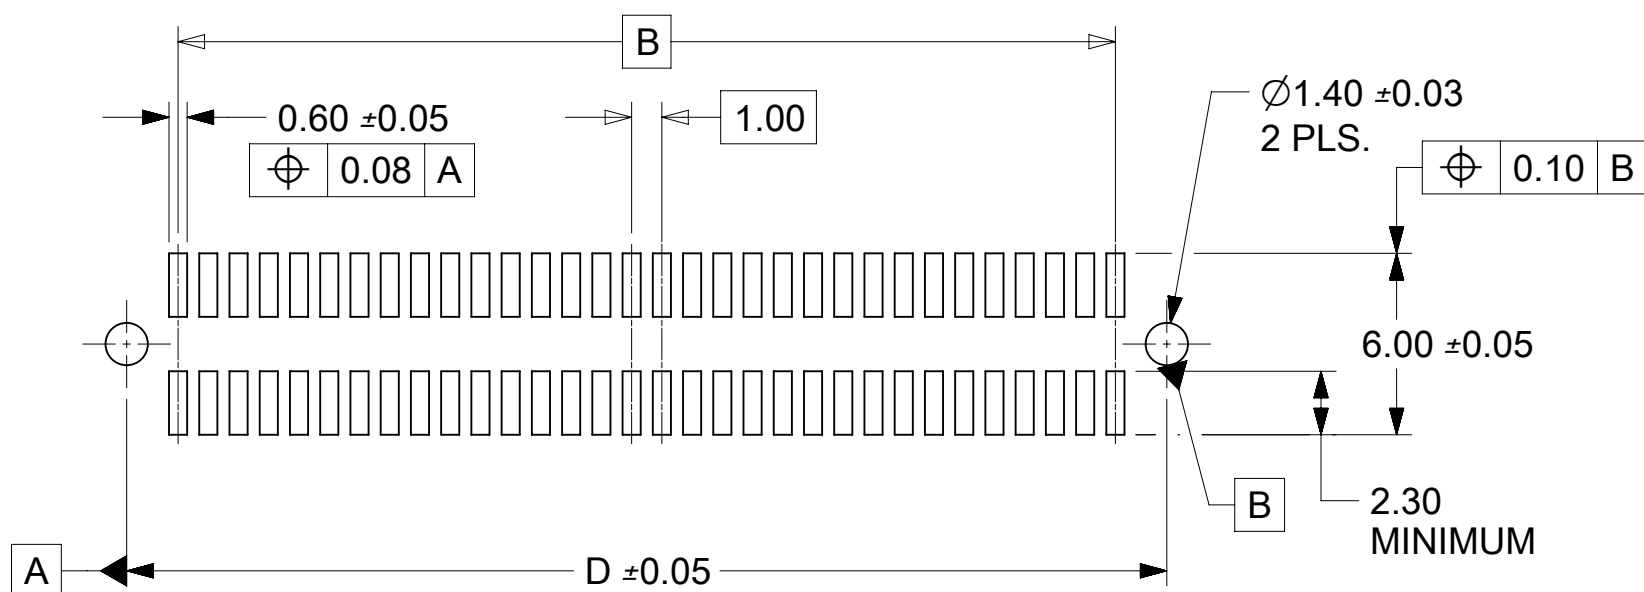 B
0.60 ±0.05
⌖ 0.08 A
1.00
∅1.40 ±0.03
2 PLS.
⌖ 0.10 B
6.00 ±0.05
2.30
MINIMUM
B
A
D ±0.05